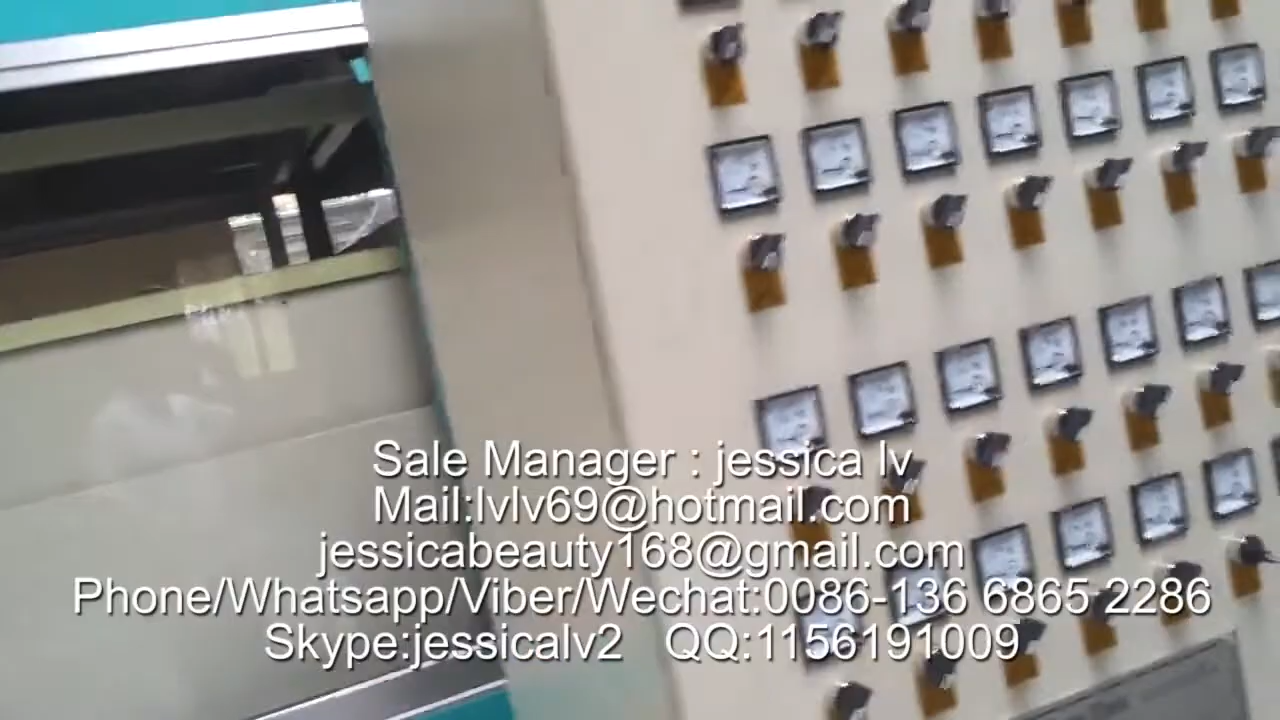 Sale Manager : jessica lv
Mail:lvlv69@hotmail.com
jessicabeauty168@gmail.com
Phone/Whatsapp/Viber/Wechat:0086-136 6865 2286
Skype:jessicalv2 QQ:1156191009